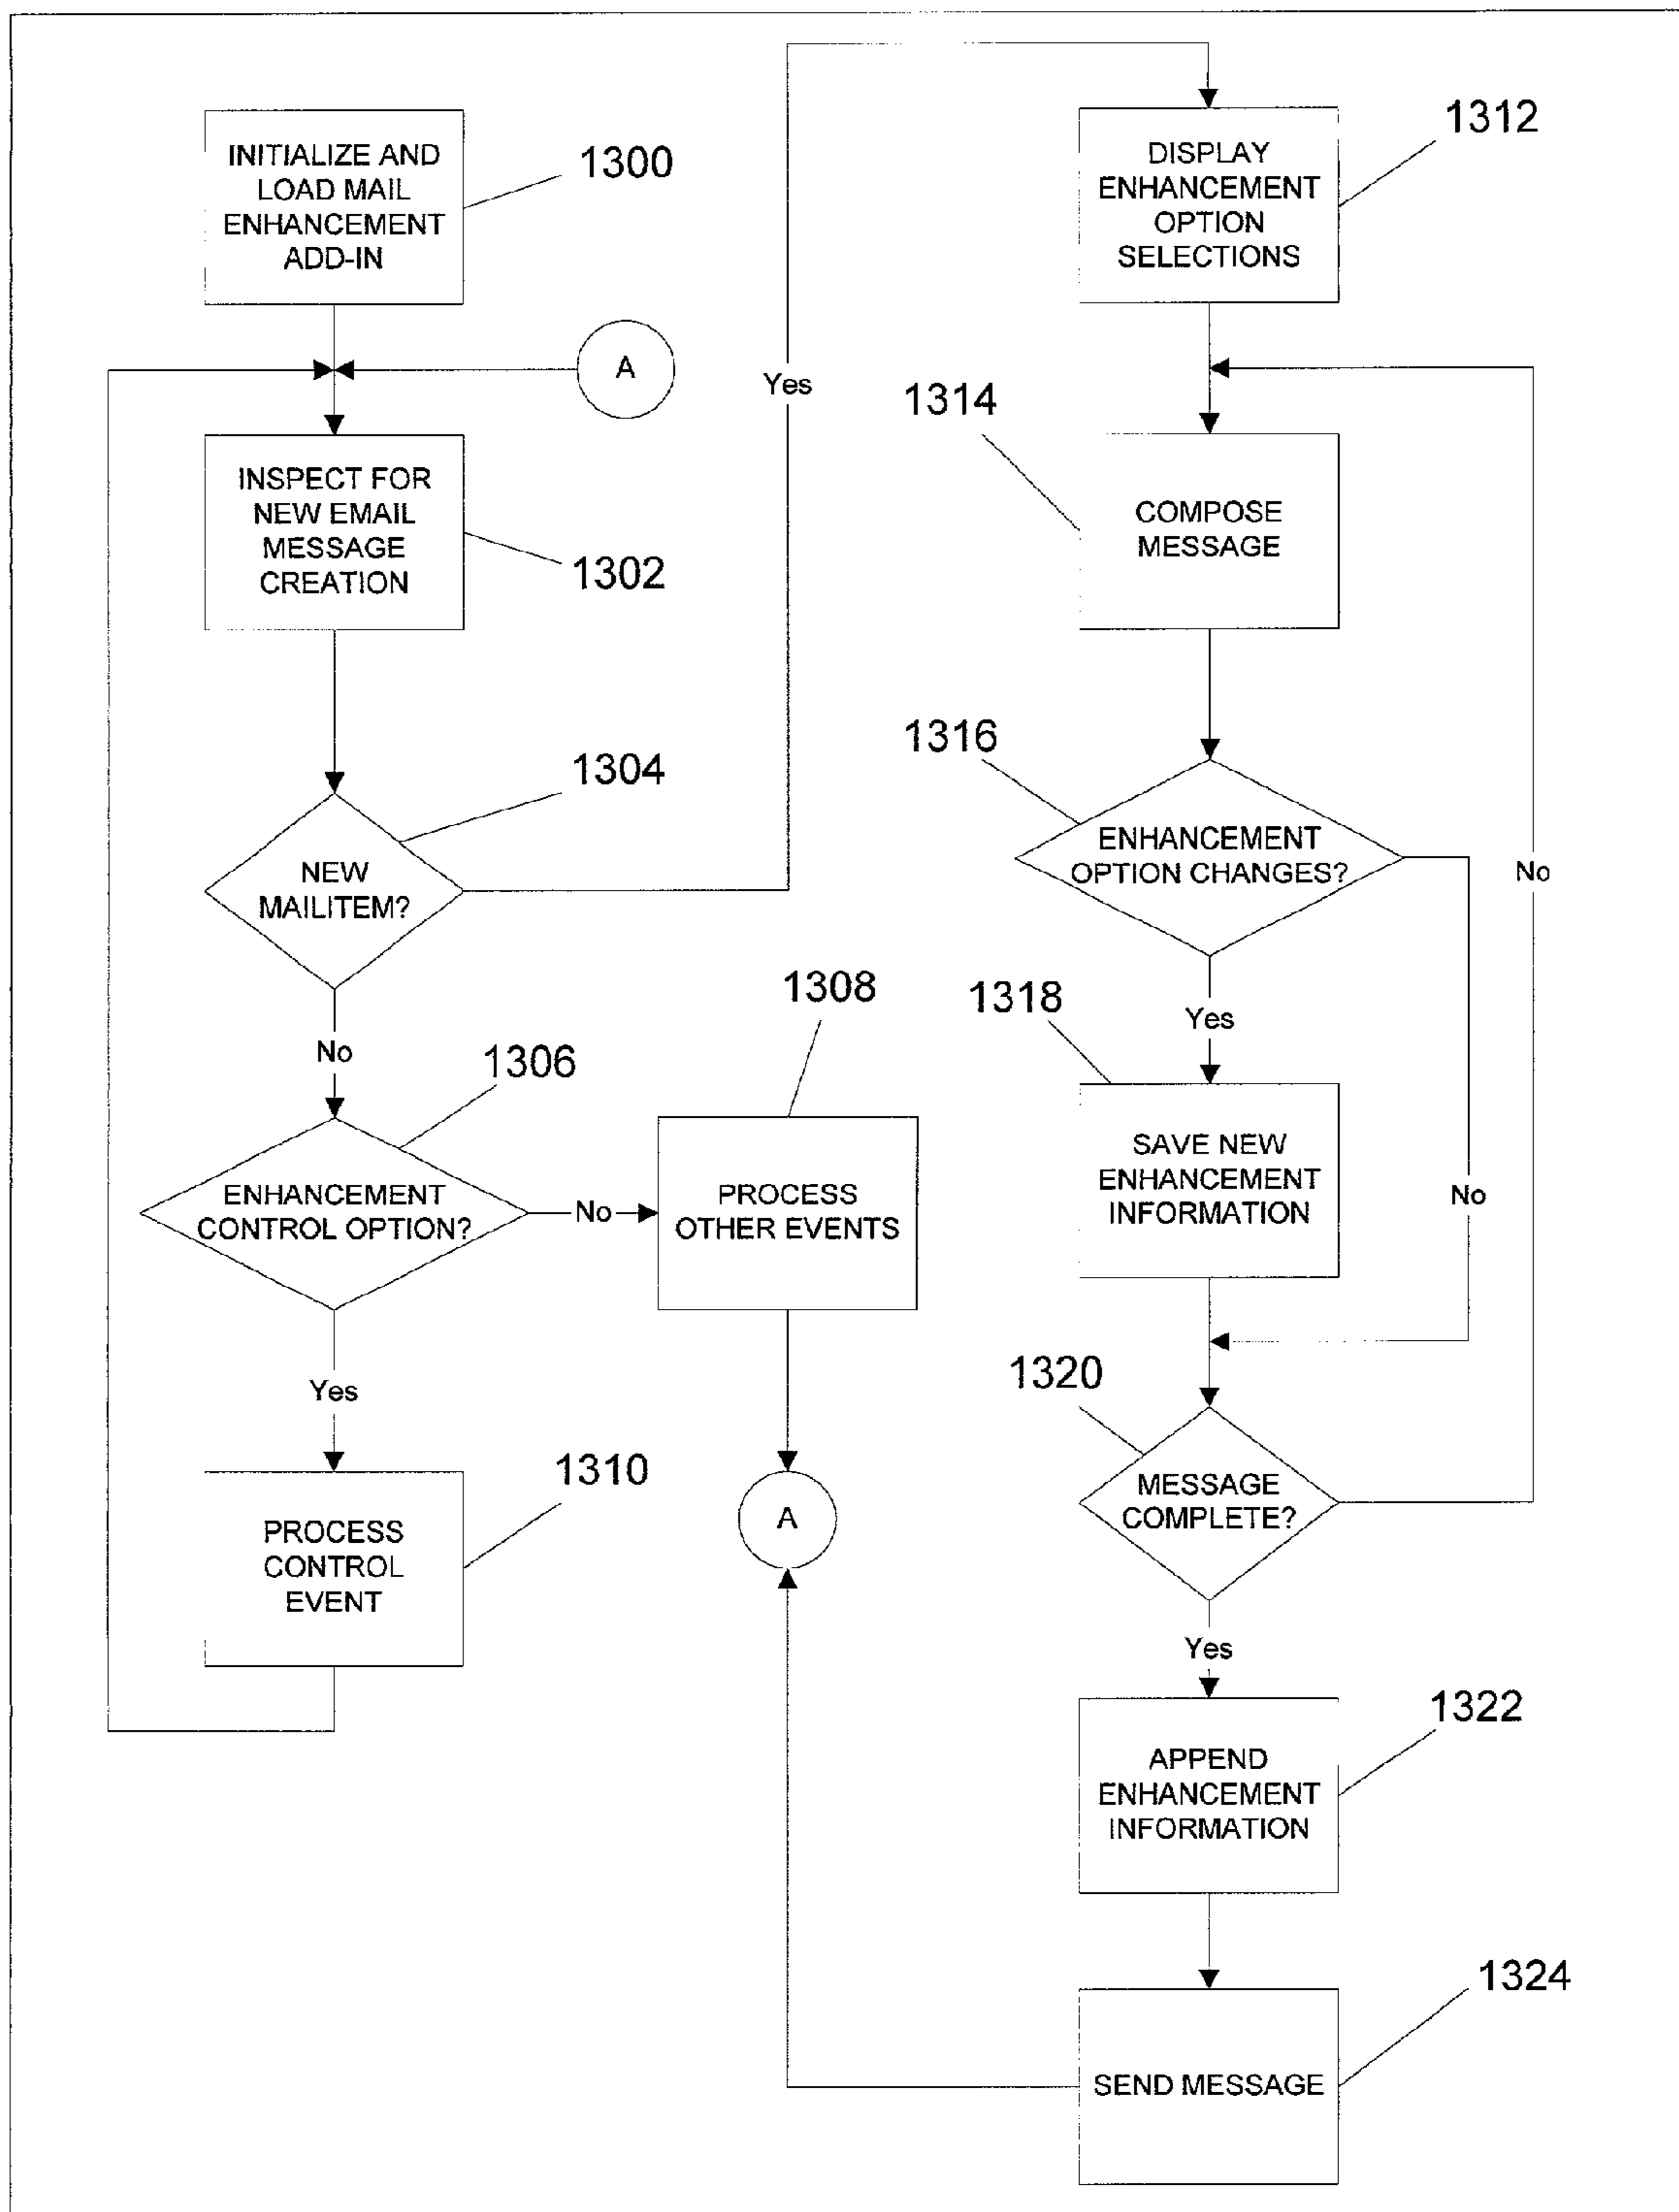 INITIALIZE AND
LOAD MAIL
ENHANCEMENT
ADD-IN
1300
A
INSPECT FOR
NEW EMAIL
MESSAGE
CREATION
1302
NEW
MAILITEM?
1304
Yes
No
ENHANCEMENT
CONTROL OPTION?
1306
No
PROCESS
OTHER EVENTS
1308
Yes
PROCESS
CONTROL
EVENT
1310
A
DISPLAY
ENHANCEMENT
OPTION
SELECTIONS
1312
COMPOSE
MESSAGE
1314
ENHANCEMENT
OPTION CHANGES?
1316
Yes
No
SAVE NEW
ENHANCEMENT
INFORMATION
1318
MESSAGE
COMPLETE?
1320
No
Yes
APPEND
ENHANCEMENT
INFORMATION
1322
SEND MESSAGE
1324